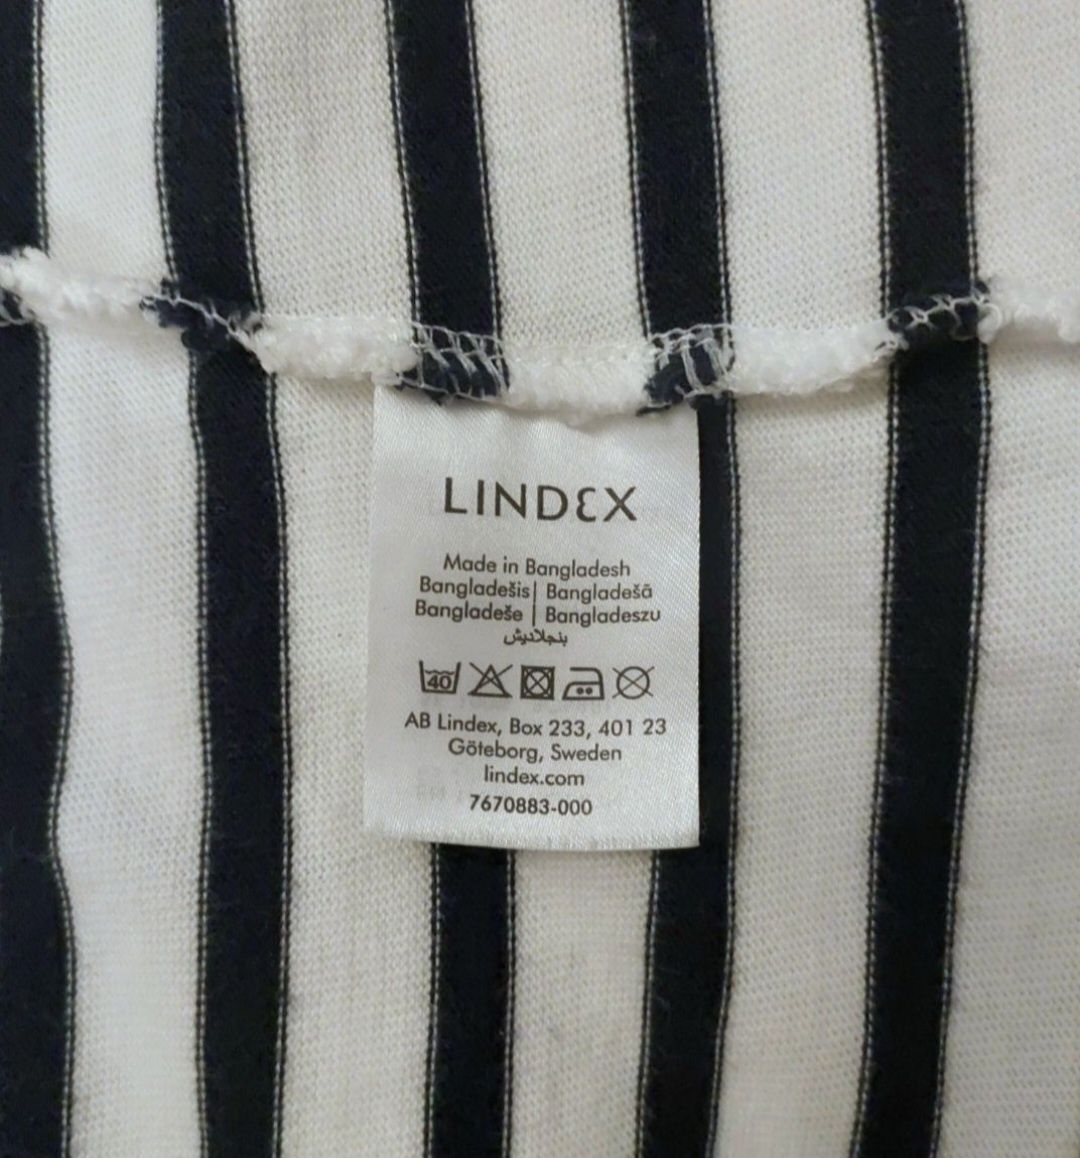 LINDEX
Made in Bangladesh
Bangladešis | Bangladešā
Bangladeše | Bangladeszu
بنجلاديش
40
AB Lindex, Box 233, 401 23
Göteborg, Sweden
lindex.com
7670883-000